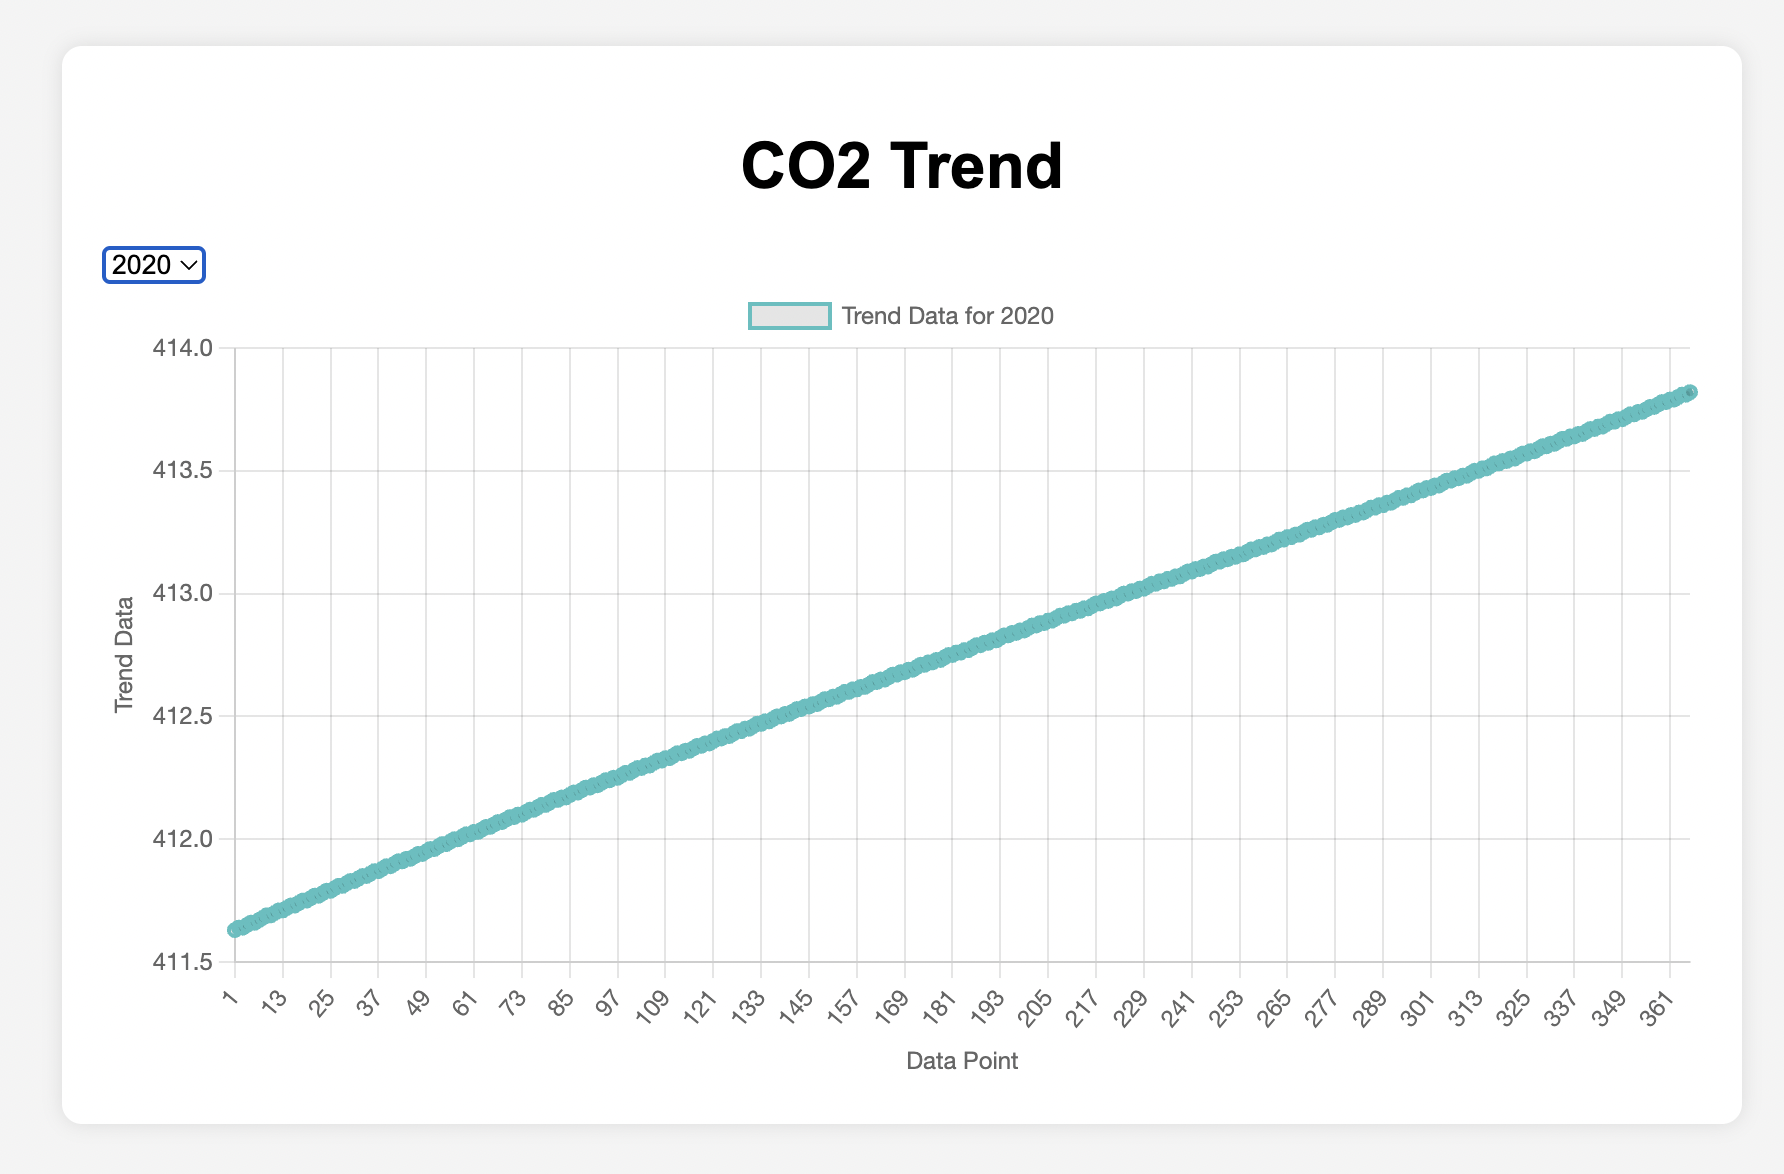 CO2 Trend
2020
Trend Data for 2020
414.0
413.5
413.0
412.5
412.0
411.5
Trend Data
1 13 25 37 49 61 73 85 97 109 121 133 145 157 169 181 193 205 217 229 241 253 265 277 289 301 313 325 337 349 361
Data Point